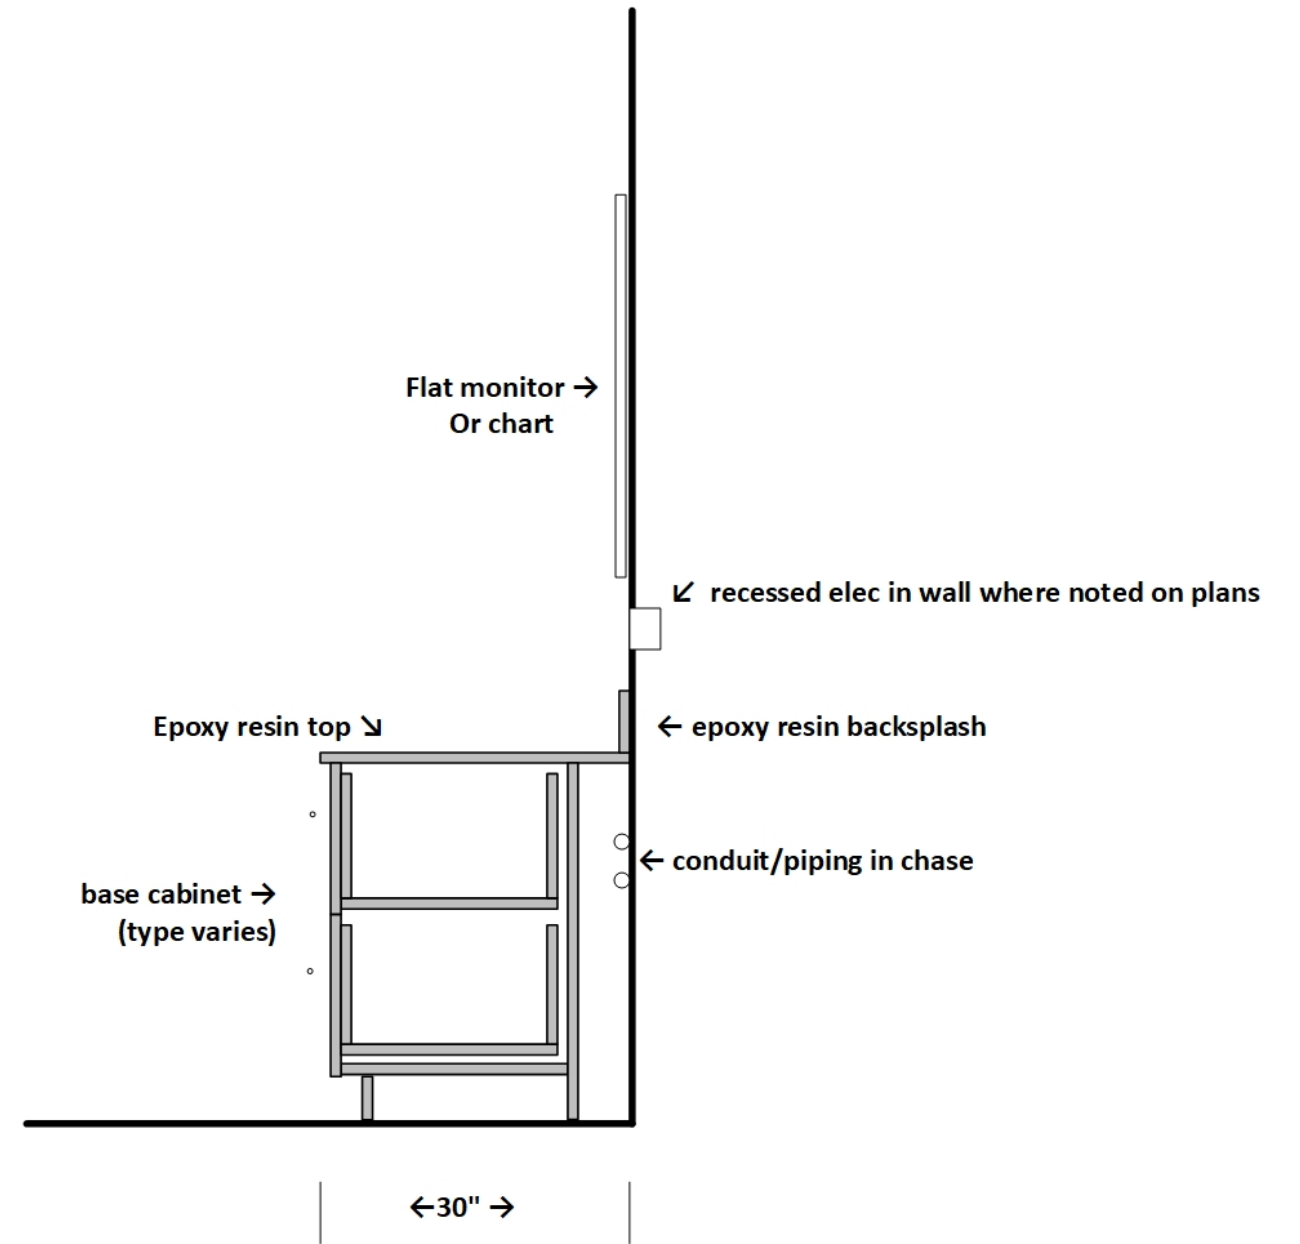 Flat monitor →
Or chart
↙ recessed elec in wall where noted on plans
Epoxy resin top ↘
← epoxy resin backsplash
← conduit/piping in chase
base cabinet →
(type varies)
←30" →